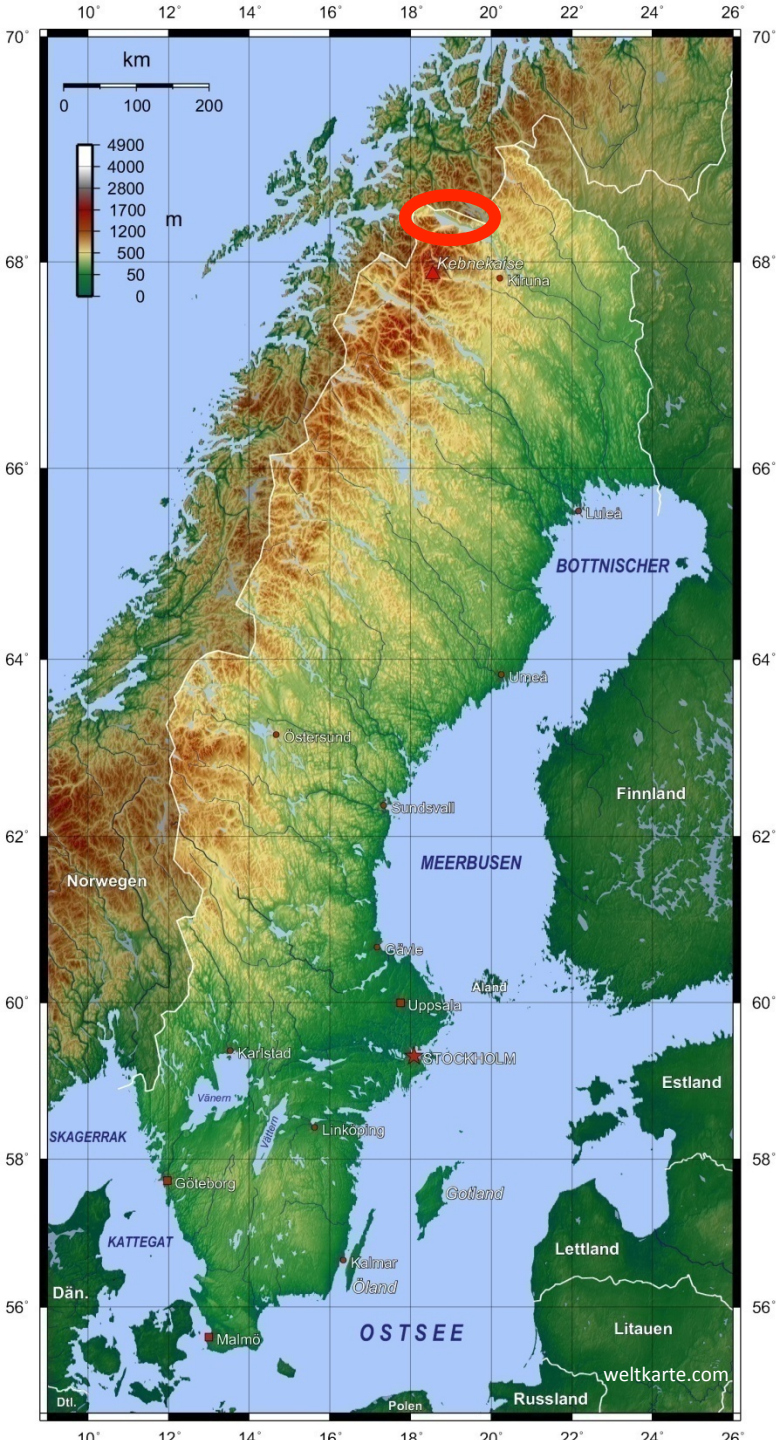 10° 12° 14° 16° 18° 20° 22° 24° 26°
70° 70°
km
0 100 200
4900
4000
2800
1700 m
1200
500
50
0
68° 68°
Kebnekaise
Kiruna
66° 66°
Luleå
BOTTNISCHER
64° 64°
Umeå
Östersund
Finnland
Sundsvall
62° 62°
MEERBUSEN
Norwegen
Gävle
Åland
60° 60°
Uppsala
Karlstad
STOCKHOLM
Estland
Vänern
Vättern
Linköping
SKAGERRAK
58° 58°
Göteborg
Gotland
KATTEGAT
Lettland
Kalmar
Öland
Dän.
56° 56°
Litauen
OSTSEE
Malmö
weltkarte.com
Dtl.
Polen
Russland
10° 12° 14° 16° 18° 20° 22° 24° 26°